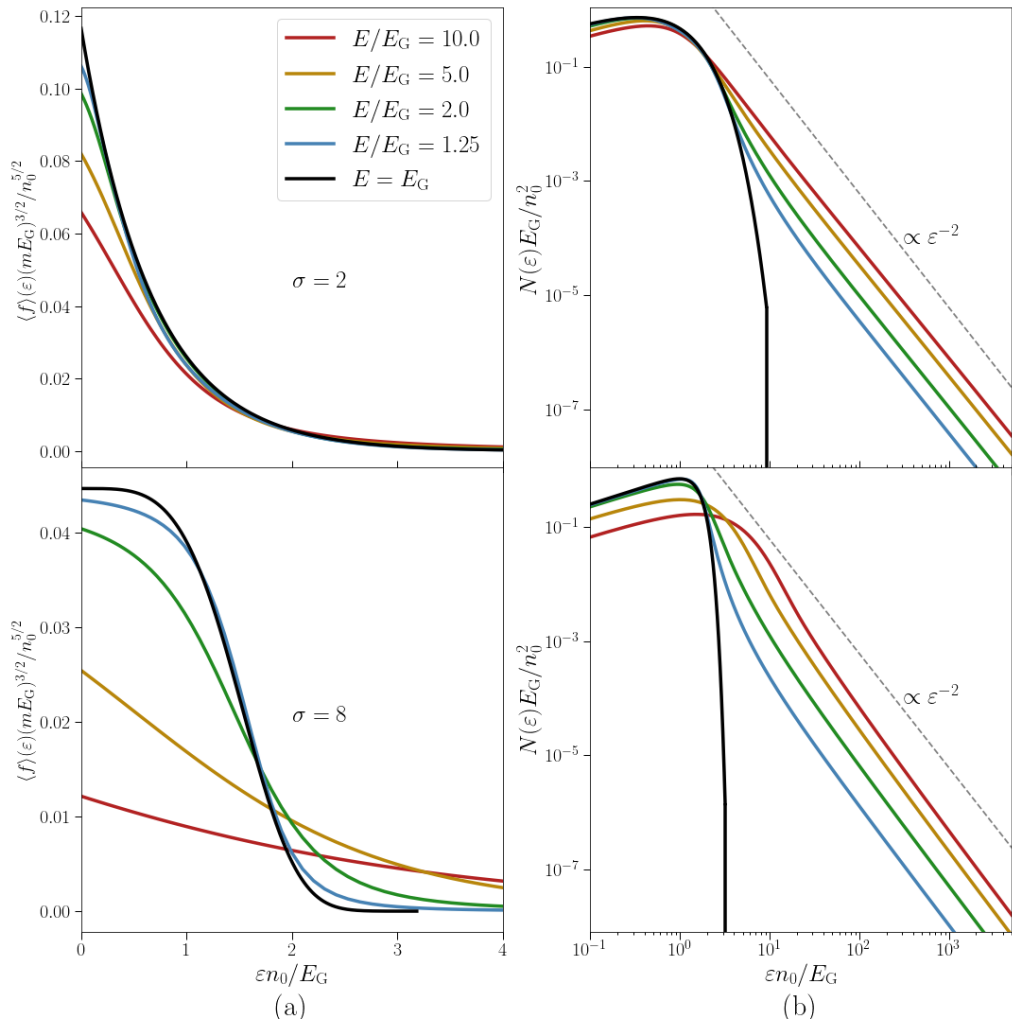 0.12
0.10
0.08
0.06
0.04
0.02
0.00
⟨f⟩(ε)(mE_G)^{3/2}/n_0^{5/2}
E/E_G = 10.0
E/E_G = 5.0
E/E_G = 2.0
E/E_G = 1.25
E = E_G
σ = 2
10^{-1}
10^{-3}
10^{-5}
10^{-7}
N(ε)E_G/n_0^2
∝ ε^{-2}
0.04
0.03
0.02
0.01
0.00
⟨f⟩(ε)(mE_G)^{3/2}/n_0^{5/2}
σ = 8
0 1 2 3 4
εn_0/E_G
(a)
10^{-1}
10^{-3}
10^{-5}
10^{-7}
N(ε)E_G/n_0^2
∝ ε^{-2}
10^{-1} 10^0 10^1 10^2 10^3
εn_0/E_G
(b)